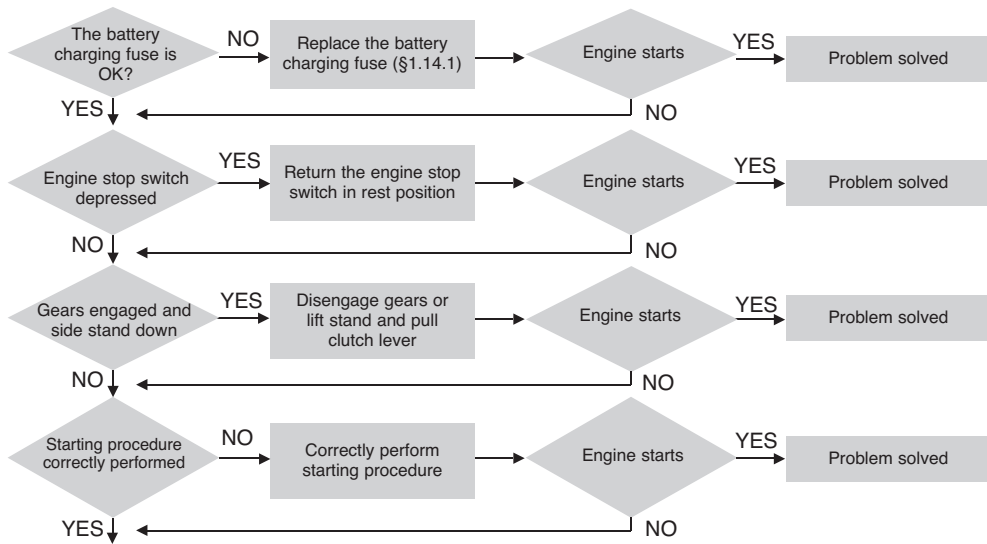 The battery
charging fuse is
OK?
NO
Replace the battery
charging fuse (§1.14.1)
Engine starts
YES
Problem solved
YES
NO
Engine stop switch
depressed
YES
Return the engine stop
switch in rest position
Engine starts
YES
Problem solved
NO
NO
Gears engaged and
side stand down
YES
Disengage gears or
lift stand and pull
clutch lever
Engine starts
YES
Problem solved
NO
NO
Starting procedure
correctly performed
NO
Correctly perform
starting procedure
Engine starts
YES
Problem solved
YES
NO